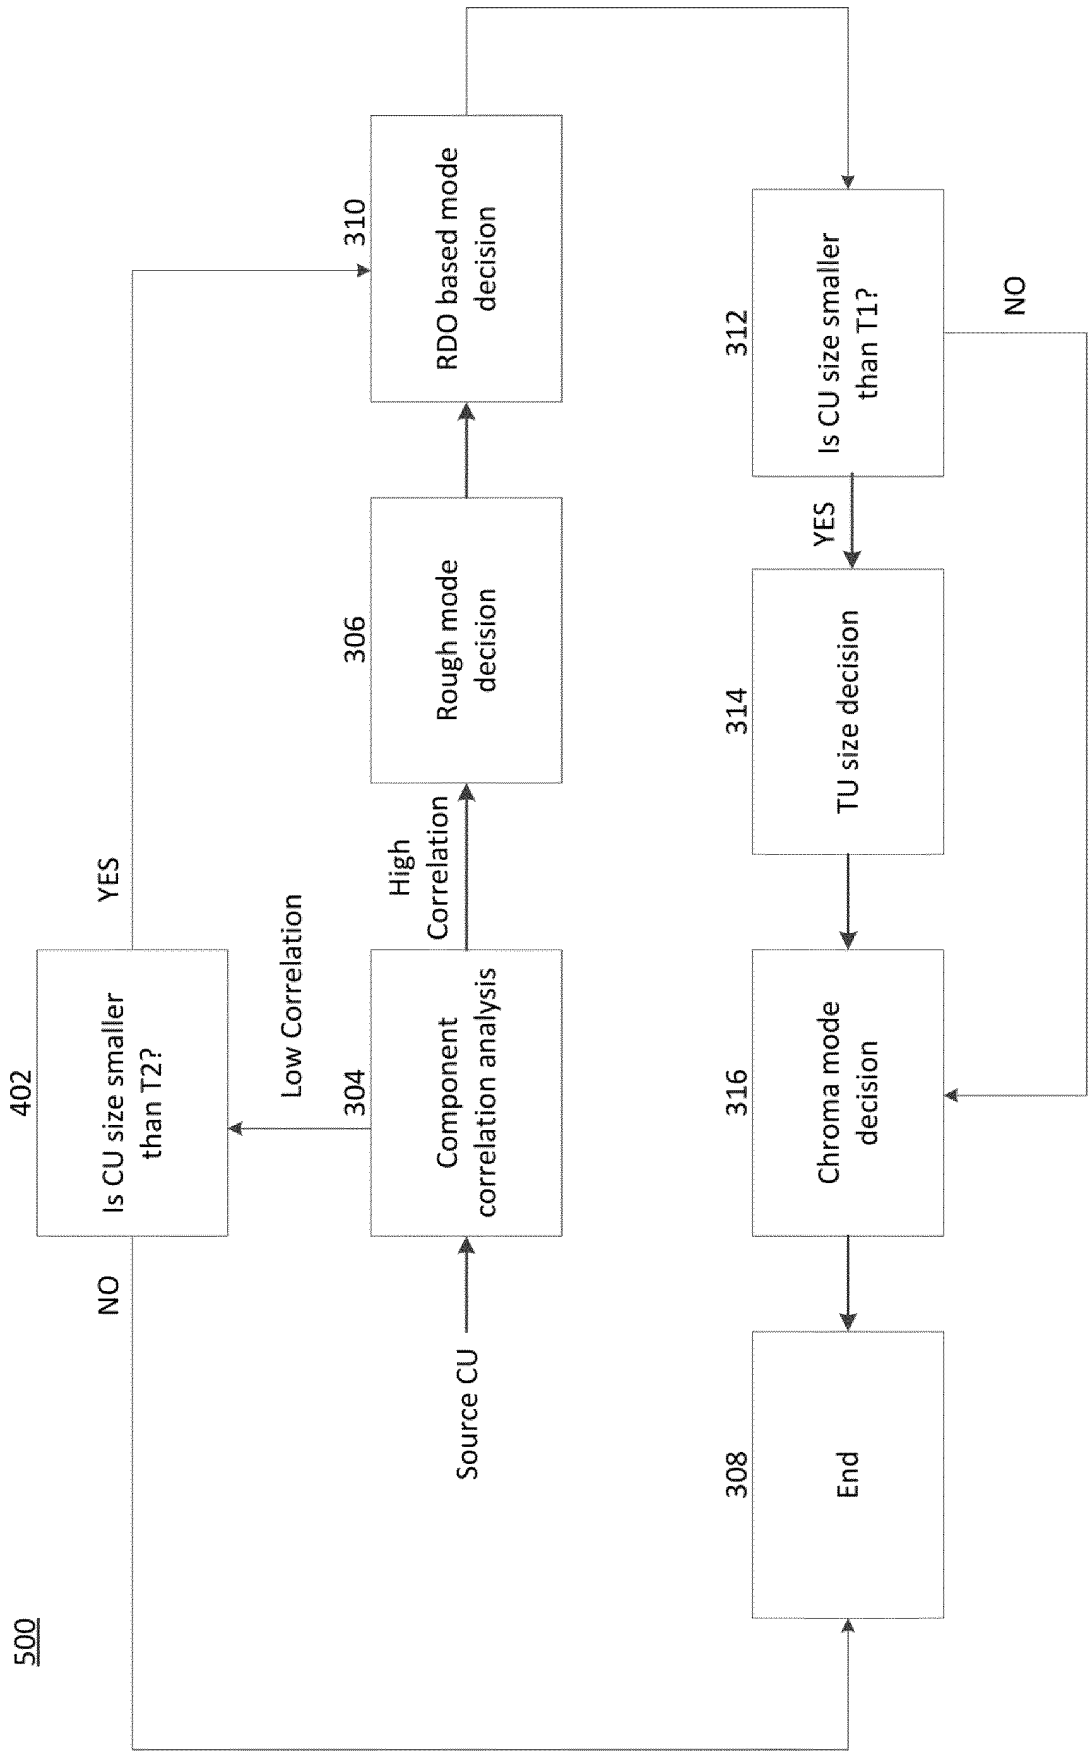 500
402
Is CU size smaller
than T2?
NO
YES
Low Correlation
Source CU
304
Component
correlation analysis
High
Correlation
306
Rough mode
decision
310
RDO based mode
decision
308
End
316
Chroma mode
decision
314
TU size decision
YES
312
Is CU size smaller
than T1?
NO